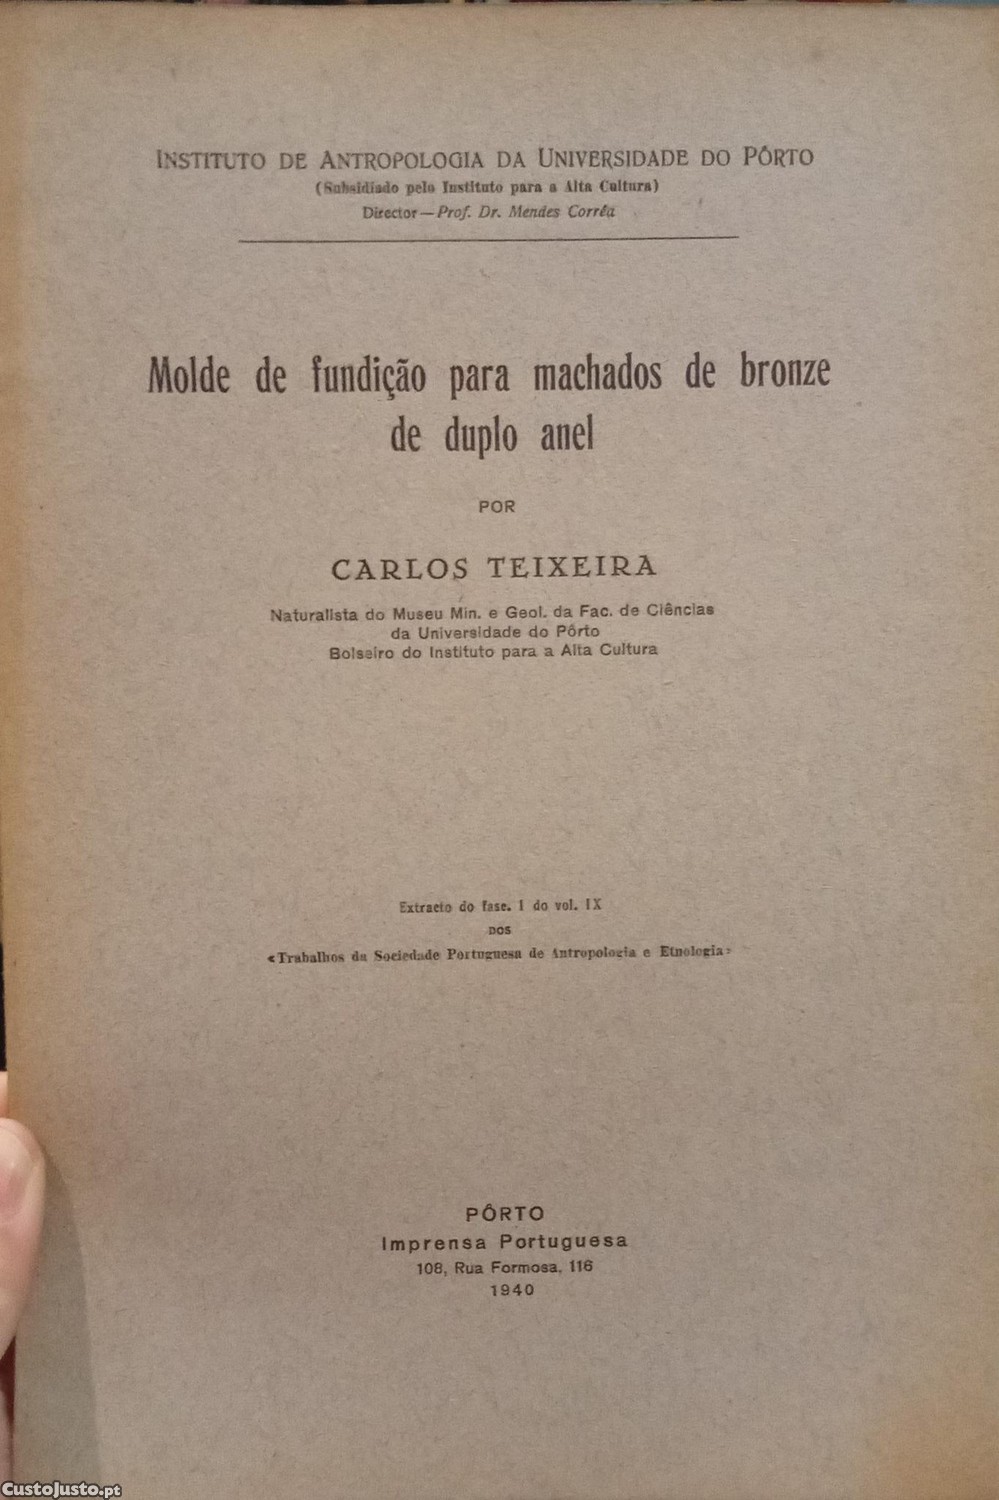 INSTITUTO DE ANTROPOLOGIA DA UNIVERSIDADE DO PÔRTO
(Subsidiado pelo Instituto para a Alta Cultura)
Director — Prof. Dr. Mendes Corrêa
Molde de fundição para machados de bronze
de duplo anel
POR
CARLOS TEIXEIRA
Naturalista do Museu Min. e Geol. da Fac. de Ciências
da Universidade do Pôrto
Bolseiro do Instituto para a Alta Cultura
Extracto do fasc. 1 do vol. IX
DOS
«Trabalhos da Sociedade Portuguesa de Antropologia e Etnologia»
PÔRTO
Imprensa Portuguesa
108, Rua Formosa, 116
1940
CustoJusto.pt